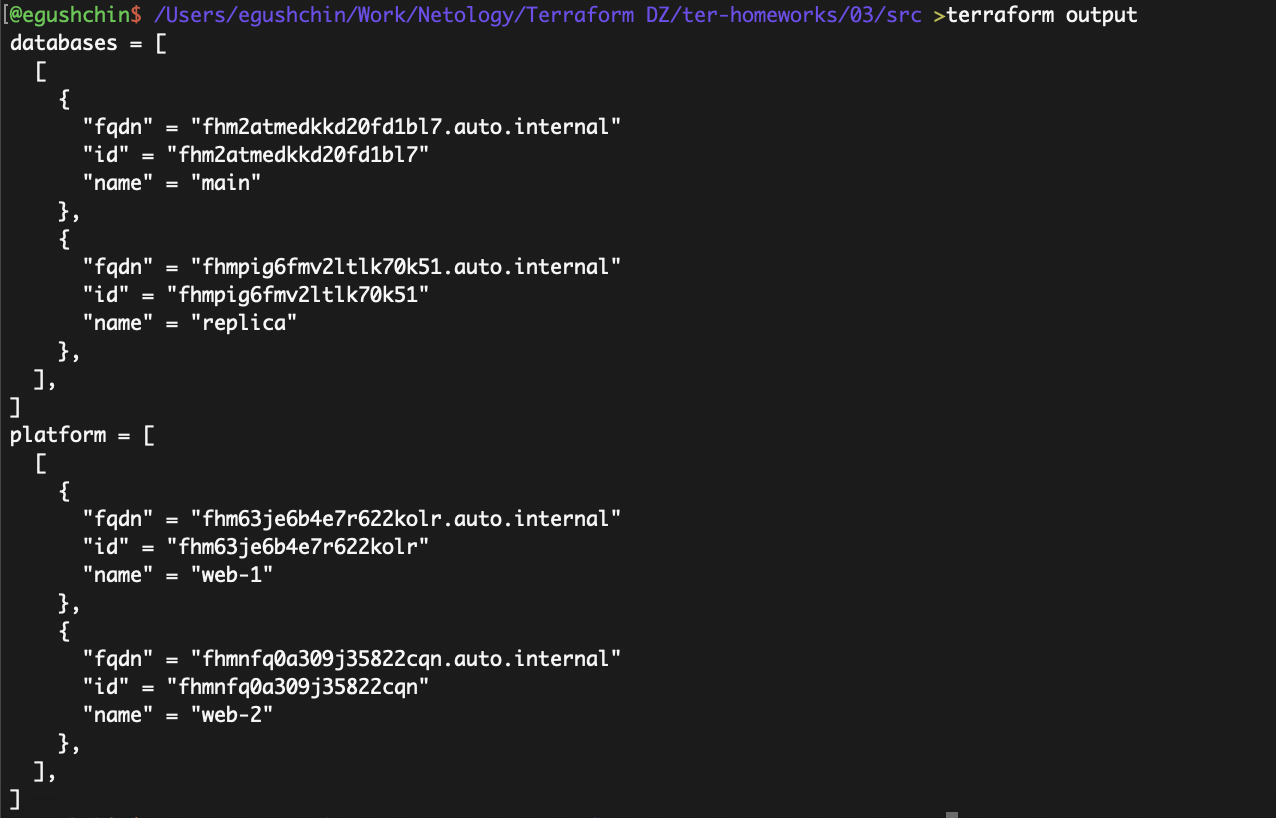 [@egushchin$ /Users/egushchin/Work/Netology/Terraform DZ/ter-homeworks/03/src >terraform output
databases = [
  [
    {
      "fqdn" = "fhm2atmedkkd20fd1bl7.auto.internal"
      "id" = "fhm2atmedkkd20fd1bl7"
      "name" = "main"
    },
    {
      "fqdn" = "fhmpig6fmv2ltlk70k51.auto.internal"
      "id" = "fhmpig6fmv2ltlk70k51"
      "name" = "replica"
    },
  ],
]
platform = [
  [
    {
      "fqdn" = "fhm63je6b4e7r622kolr.auto.internal"
      "id" = "fhm63je6b4e7r622kolr"
      "name" = "web-1"
    },
    {
      "fqdn" = "fhmnfq0a309j35822cqn.auto.internal"
      "id" = "fhmnfq0a309j35822cqn"
      "name" = "web-2"
    },
  ],
]